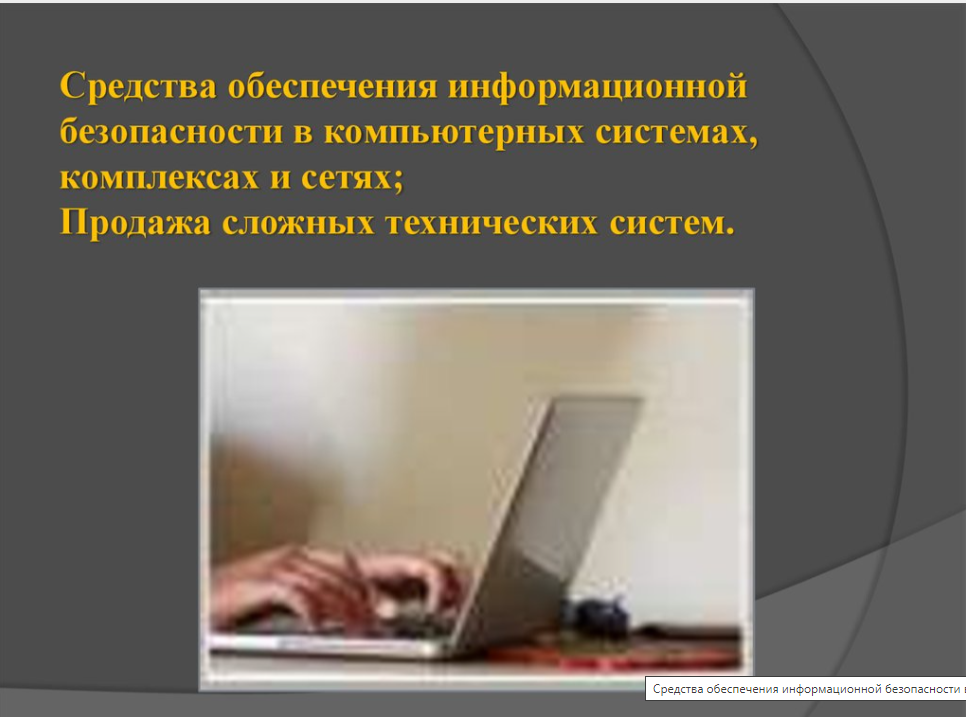 Средства обеспечения информационной
безопасности в компьютерных системах,
комплексах и сетях;
Продажа сложных технических систем.
Средства обеспечения информационной безопасности в